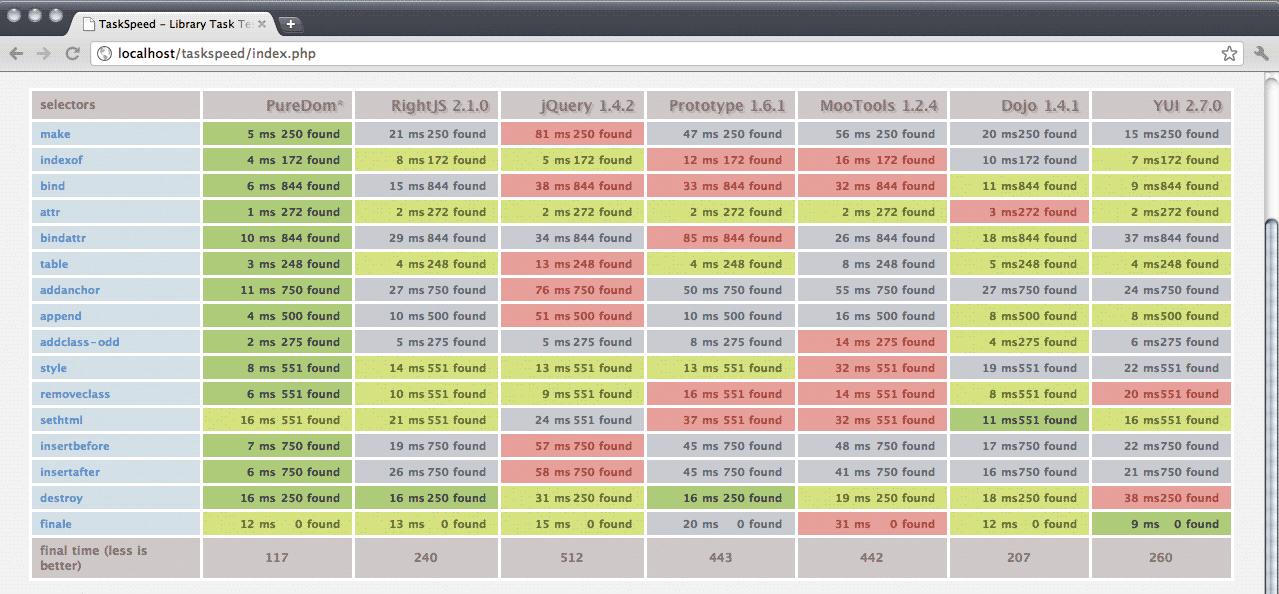 TaskSpeed – Library Task Te
localhost/taskspeed/index.php
selectors PureDom* RightJS 2.1.0 jQuery 1.4.2 Prototype 1.6.1 MooTools 1.2.4 Dojo 1.4.1 YUI 2.7.0
make 5 ms 250 found 21 ms 250 found 81 ms 250 found 47 ms 250 found 56 ms 250 found 20 ms250 found 15 ms250 found
indexof 4 ms 172 found 8 ms 172 found 5 ms 172 found 12 ms 172 found 16 ms 172 found 10 ms172 found 7 ms172 found
bind 6 ms 844 found 15 ms 844 found 38 ms 844 found 33 ms 844 found 32 ms 844 found 11 ms844 found 9 ms844 found
attr 1 ms 272 found 2 ms 272 found 2 ms 272 found 2 ms 272 found 2 ms 272 found 3 ms272 found 2 ms272 found
bindattr 10 ms 844 found 29 ms 844 found 34 ms 844 found 85 ms 844 found 26 ms 844 found 18 ms844 found 37 ms844 found
table 3 ms 248 found 4 ms 248 found 13 ms 248 found 4 ms 248 found 8 ms 248 found 5 ms248 found 4 ms248 found
addanchor 11 ms 750 found 27 ms 750 found 76 ms 750 found 50 ms 750 found 55 ms 750 found 27 ms750 found 24 ms750 found
append 4 ms 500 found 10 ms 500 found 51 ms 500 found 10 ms 500 found 16 ms 500 found 8 ms500 found 8 ms500 found
addclass-odd 2 ms 275 found 5 ms 275 found 5 ms 275 found 8 ms 275 found 14 ms 275 found 4 ms275 found 6 ms275 found
style 8 ms 551 found 14 ms 551 found 13 ms 551 found 13 ms 551 found 32 ms 551 found 19 ms551 found 22 ms551 found
removeclass 6 ms 551 found 10 ms 551 found 9 ms 551 found 16 ms 551 found 14 ms 551 found 8 ms551 found 20 ms551 found
sethtml 16 ms 551 found 21 ms 551 found 24 ms 551 found 37 ms 551 found 32 ms 551 found 11 ms551 found 16 ms551 found
insertbefore 7 ms 750 found 19 ms 750 found 57 ms 750 found 45 ms 750 found 48 ms 750 found 17 ms750 found 22 ms750 found
insertafter 6 ms 750 found 26 ms 750 found 58 ms 750 found 45 ms 750 found 41 ms 750 found 16 ms750 found 21 ms750 found
destroy 16 ms 250 found 16 ms 250 found 31 ms 250 found 16 ms 250 found 19 ms 250 found 18 ms250 found 38 ms250 found
finale 12 ms 0 found 13 ms 0 found 15 ms 0 found 20 ms 0 found 31 ms 0 found 12 ms 0 found 9 ms 0 found
final time (less is
better) 117 240 512 443 442 207 260